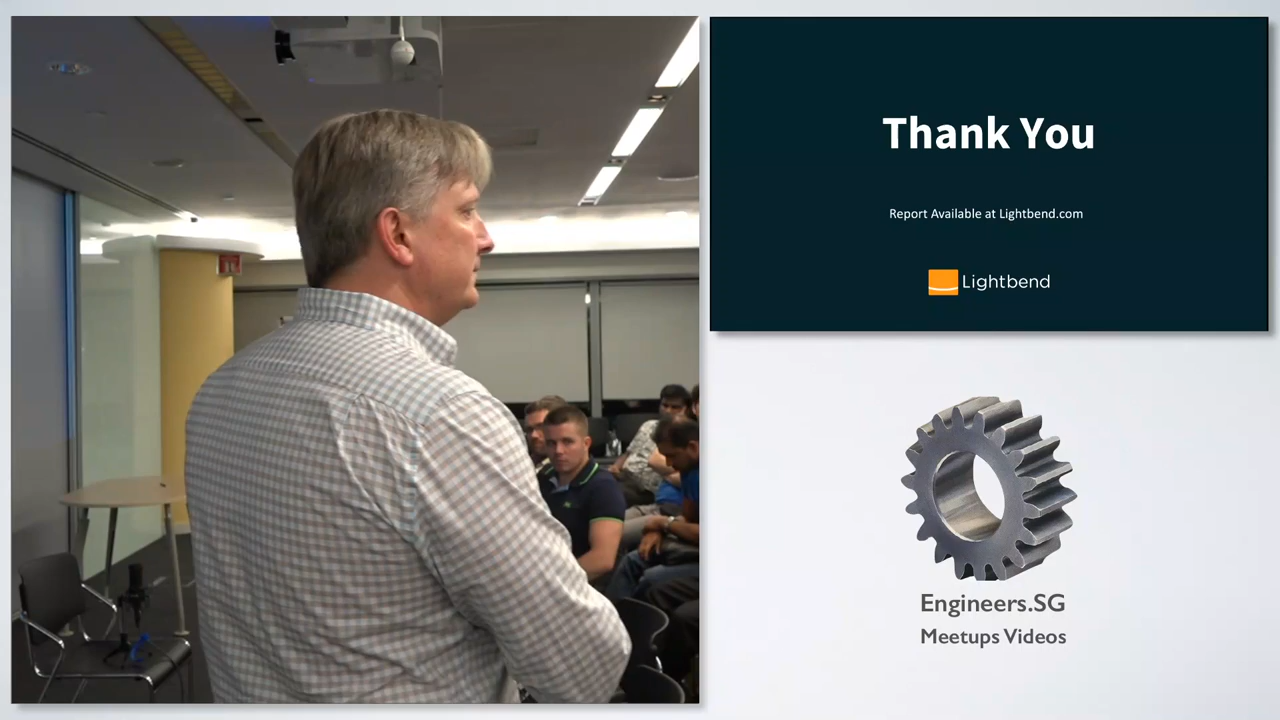 Thank You
Report Available at Lightbend.com
Lightbend
Engineers.SG
Meetups Videos